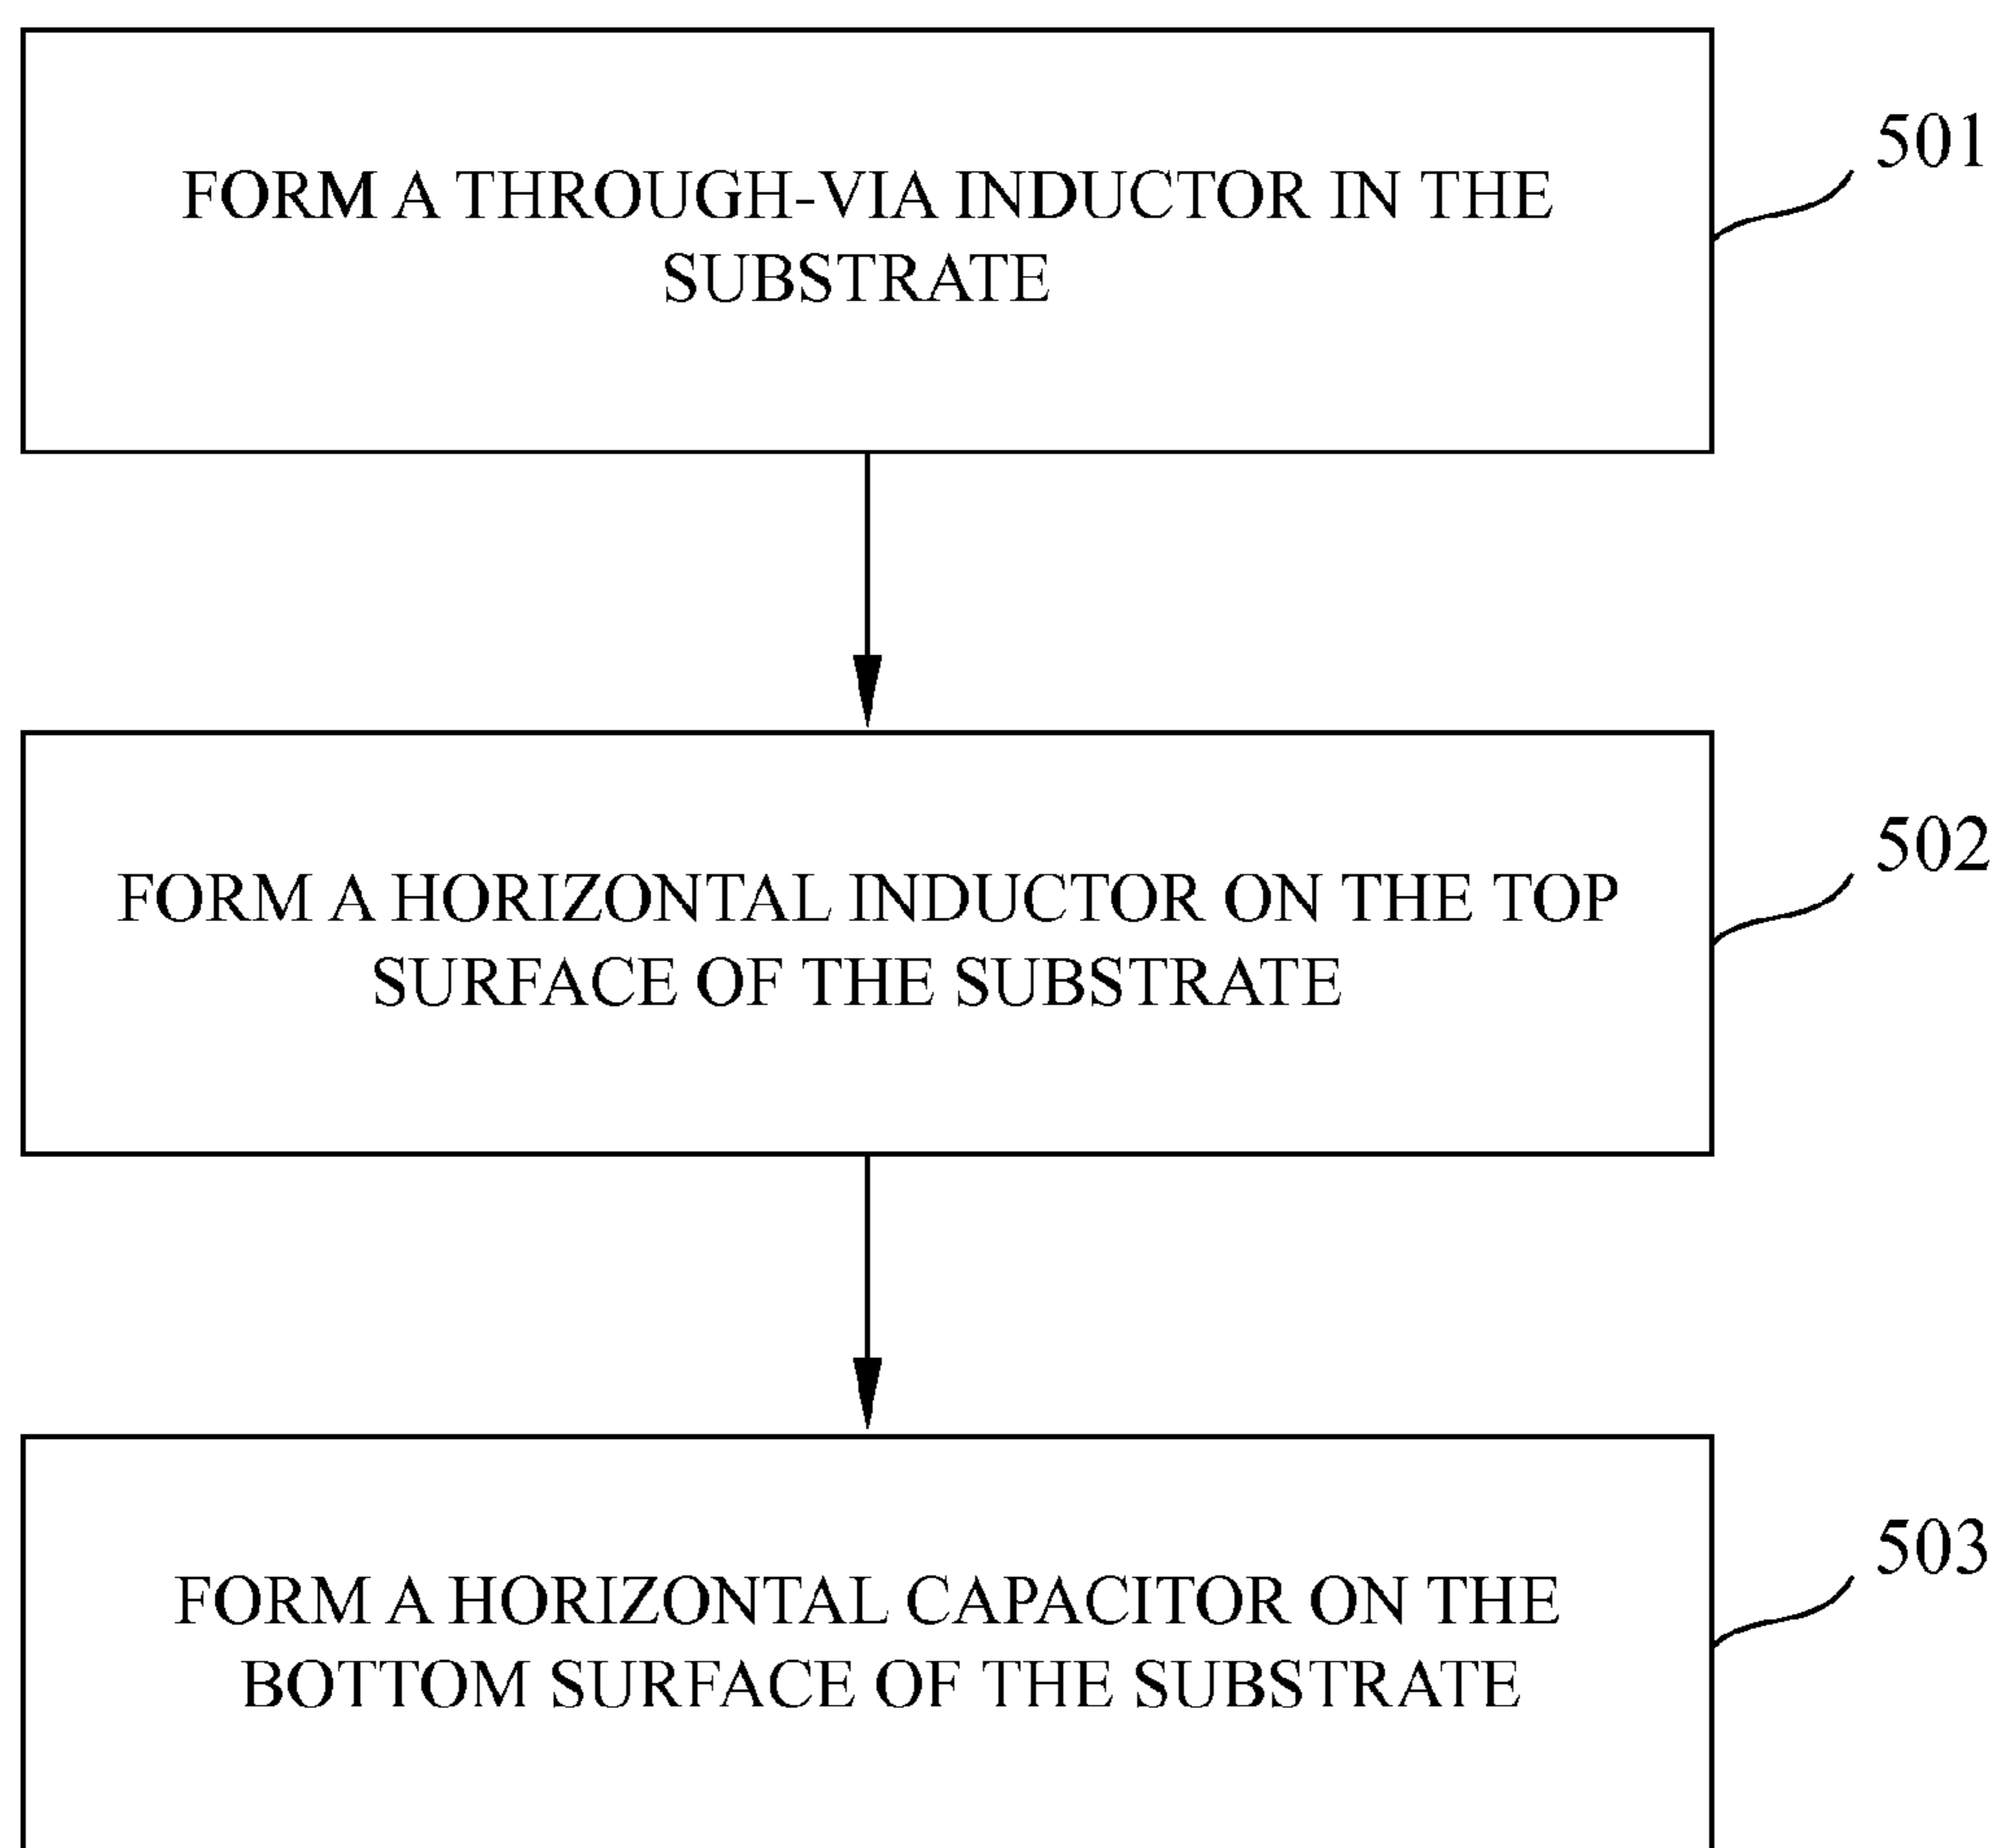 FORM A THROUGH-VIA INDUCTOR IN THE
SUBSTRATE
501
FORM A HORIZONTAL INDUCTOR ON THE TOP
SURFACE OF THE SUBSTRATE
502
FORM A HORIZONTAL CAPACITOR ON THE
BOTTOM SURFACE OF THE SUBSTRATE
503